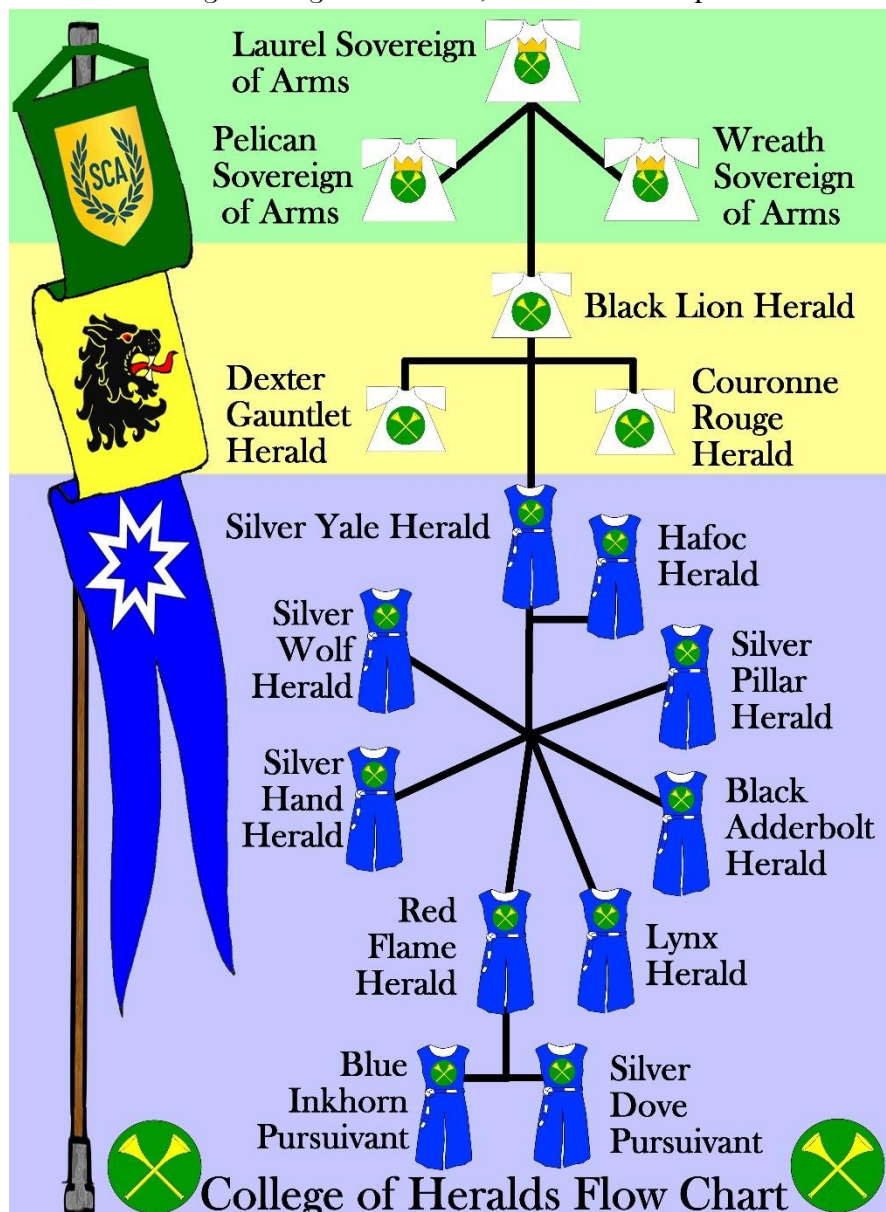 Laurel Sovereign
of Arms
Pelican
Sovereign
of Arms
Wreath
Sovereign
of Arms
SCA
Black Lion Herald
Dexter
Gauntlet
Herald
Couronne
Rouge
Herald
Silver Yale Herald
Hafoc
Herald
Silver
Wolf
Herald
Silver
Pillar
Herald
Silver
Hand
Herald
Black
Adderbolt
Herald
Red
Flame
Herald
Lynx
Herald
Blue
Inkhorn
Pursuivant
Silver
Dove
Pursuivant
College of Heralds Flow Chart